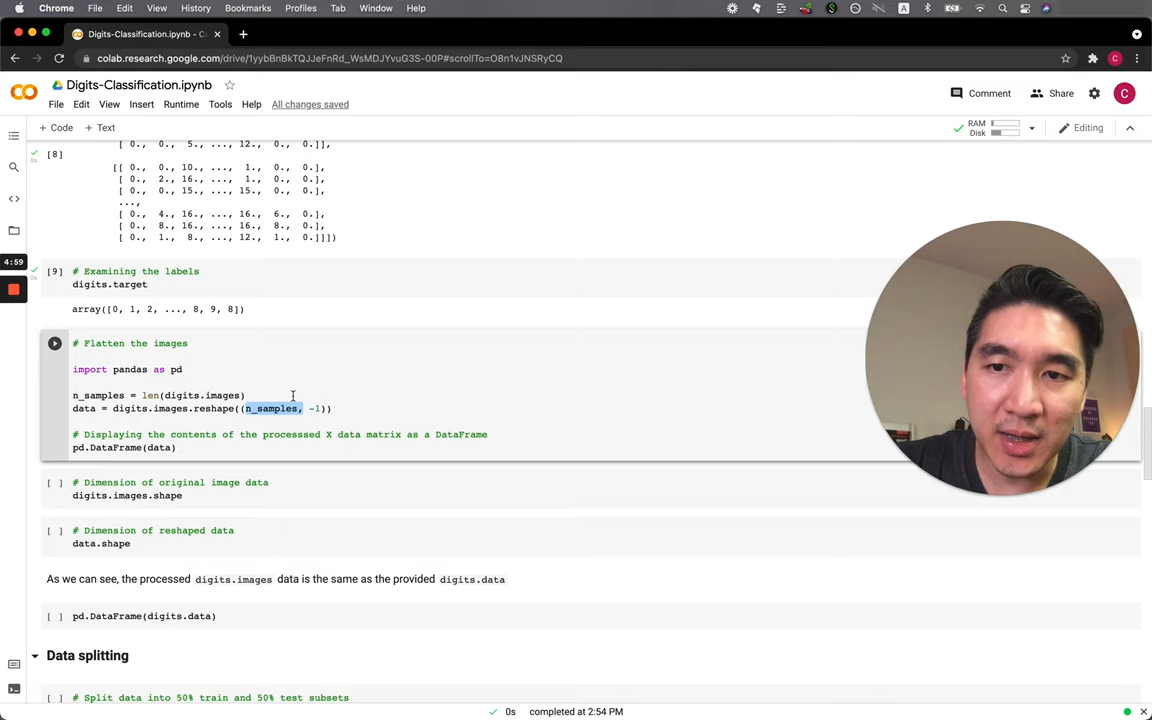 Chrome File Edit View History Bookmarks Profiles Tab Window Help
Digits-Classification.ipynb - Co
colab.research.google.com/drive/1yybBnBkTQJJeFnRd_WsMDJYvuG3S-00P#scrollTo=O8n1vJNSRyCQ
Digits-Classification.ipynb
File Edit View Insert Runtime Tools Help All changes saved
Comment Share C
+ Code + Text
RAM
Disk
Editing
[ 0., 0., 5., ..., 12., 0., 0.]],
[8]
[[ 0., 0., 10., ..., 1., 0., 0.],
[ 0., 2., 16., ..., 1., 0., 0.],
[ 0., 0., 15., ..., 15., 0., 0.],
...,
[ 0., 4., 16., ..., 16., 6., 0.],
[ 0., 8., 16., ..., 16., 8., 0.],
[ 0., 1., 8., ..., 12., 1., 0.]]])
4:59
[9] # Examining the labels
digits.target
array([0, 1, 2, ..., 8, 9, 8])
# Flatten the images
import pandas as pd
n_samples = len(digits.images)
data = digits.images.reshape((n_samples, -1))
# Displaying the contents of the processsed X data matrix as a DataFrame
pd.DataFrame(data)
[ ] # Dimension of original image data
digits.images.shape
[ ] # Dimension of reshaped data
data.shape
As we can see, the processed digits.images data is the same as the provided digits.data
[ ] pd.DataFrame(digits.data)
Data splitting
[ ] # Split data into 50% train and 50% test subsets
0s completed at 2:54 PM